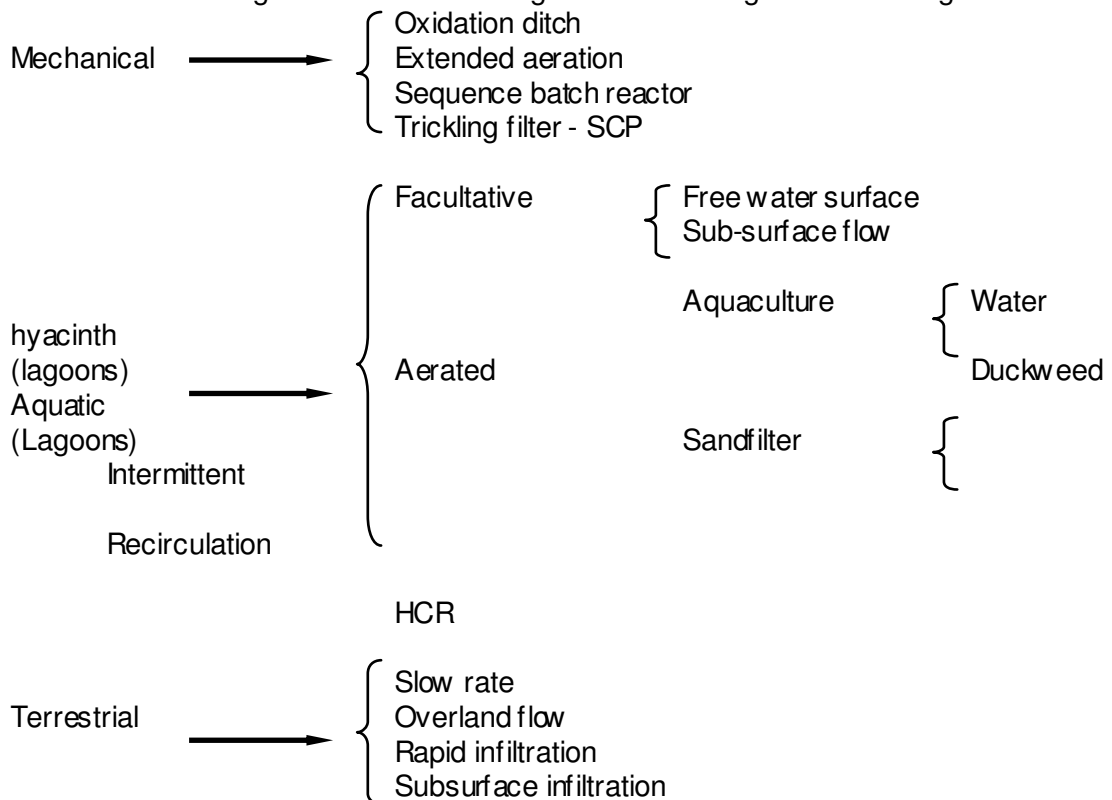 Oxidation ditch
Mechanical Extended aeration
Sequence batch reactor
Trickling filter - SCP
Facultative Free water surface
Sub-surface flow
Aquaculture Water
hyacinth
(lagoons) Aerated Duckweed
Aquatic
(Lagoons) Sandfilter
Intermittent
Recirculation
HCR
Slow rate
Terrestrial Overland flow
Rapid infiltration
Subsurface infiltration